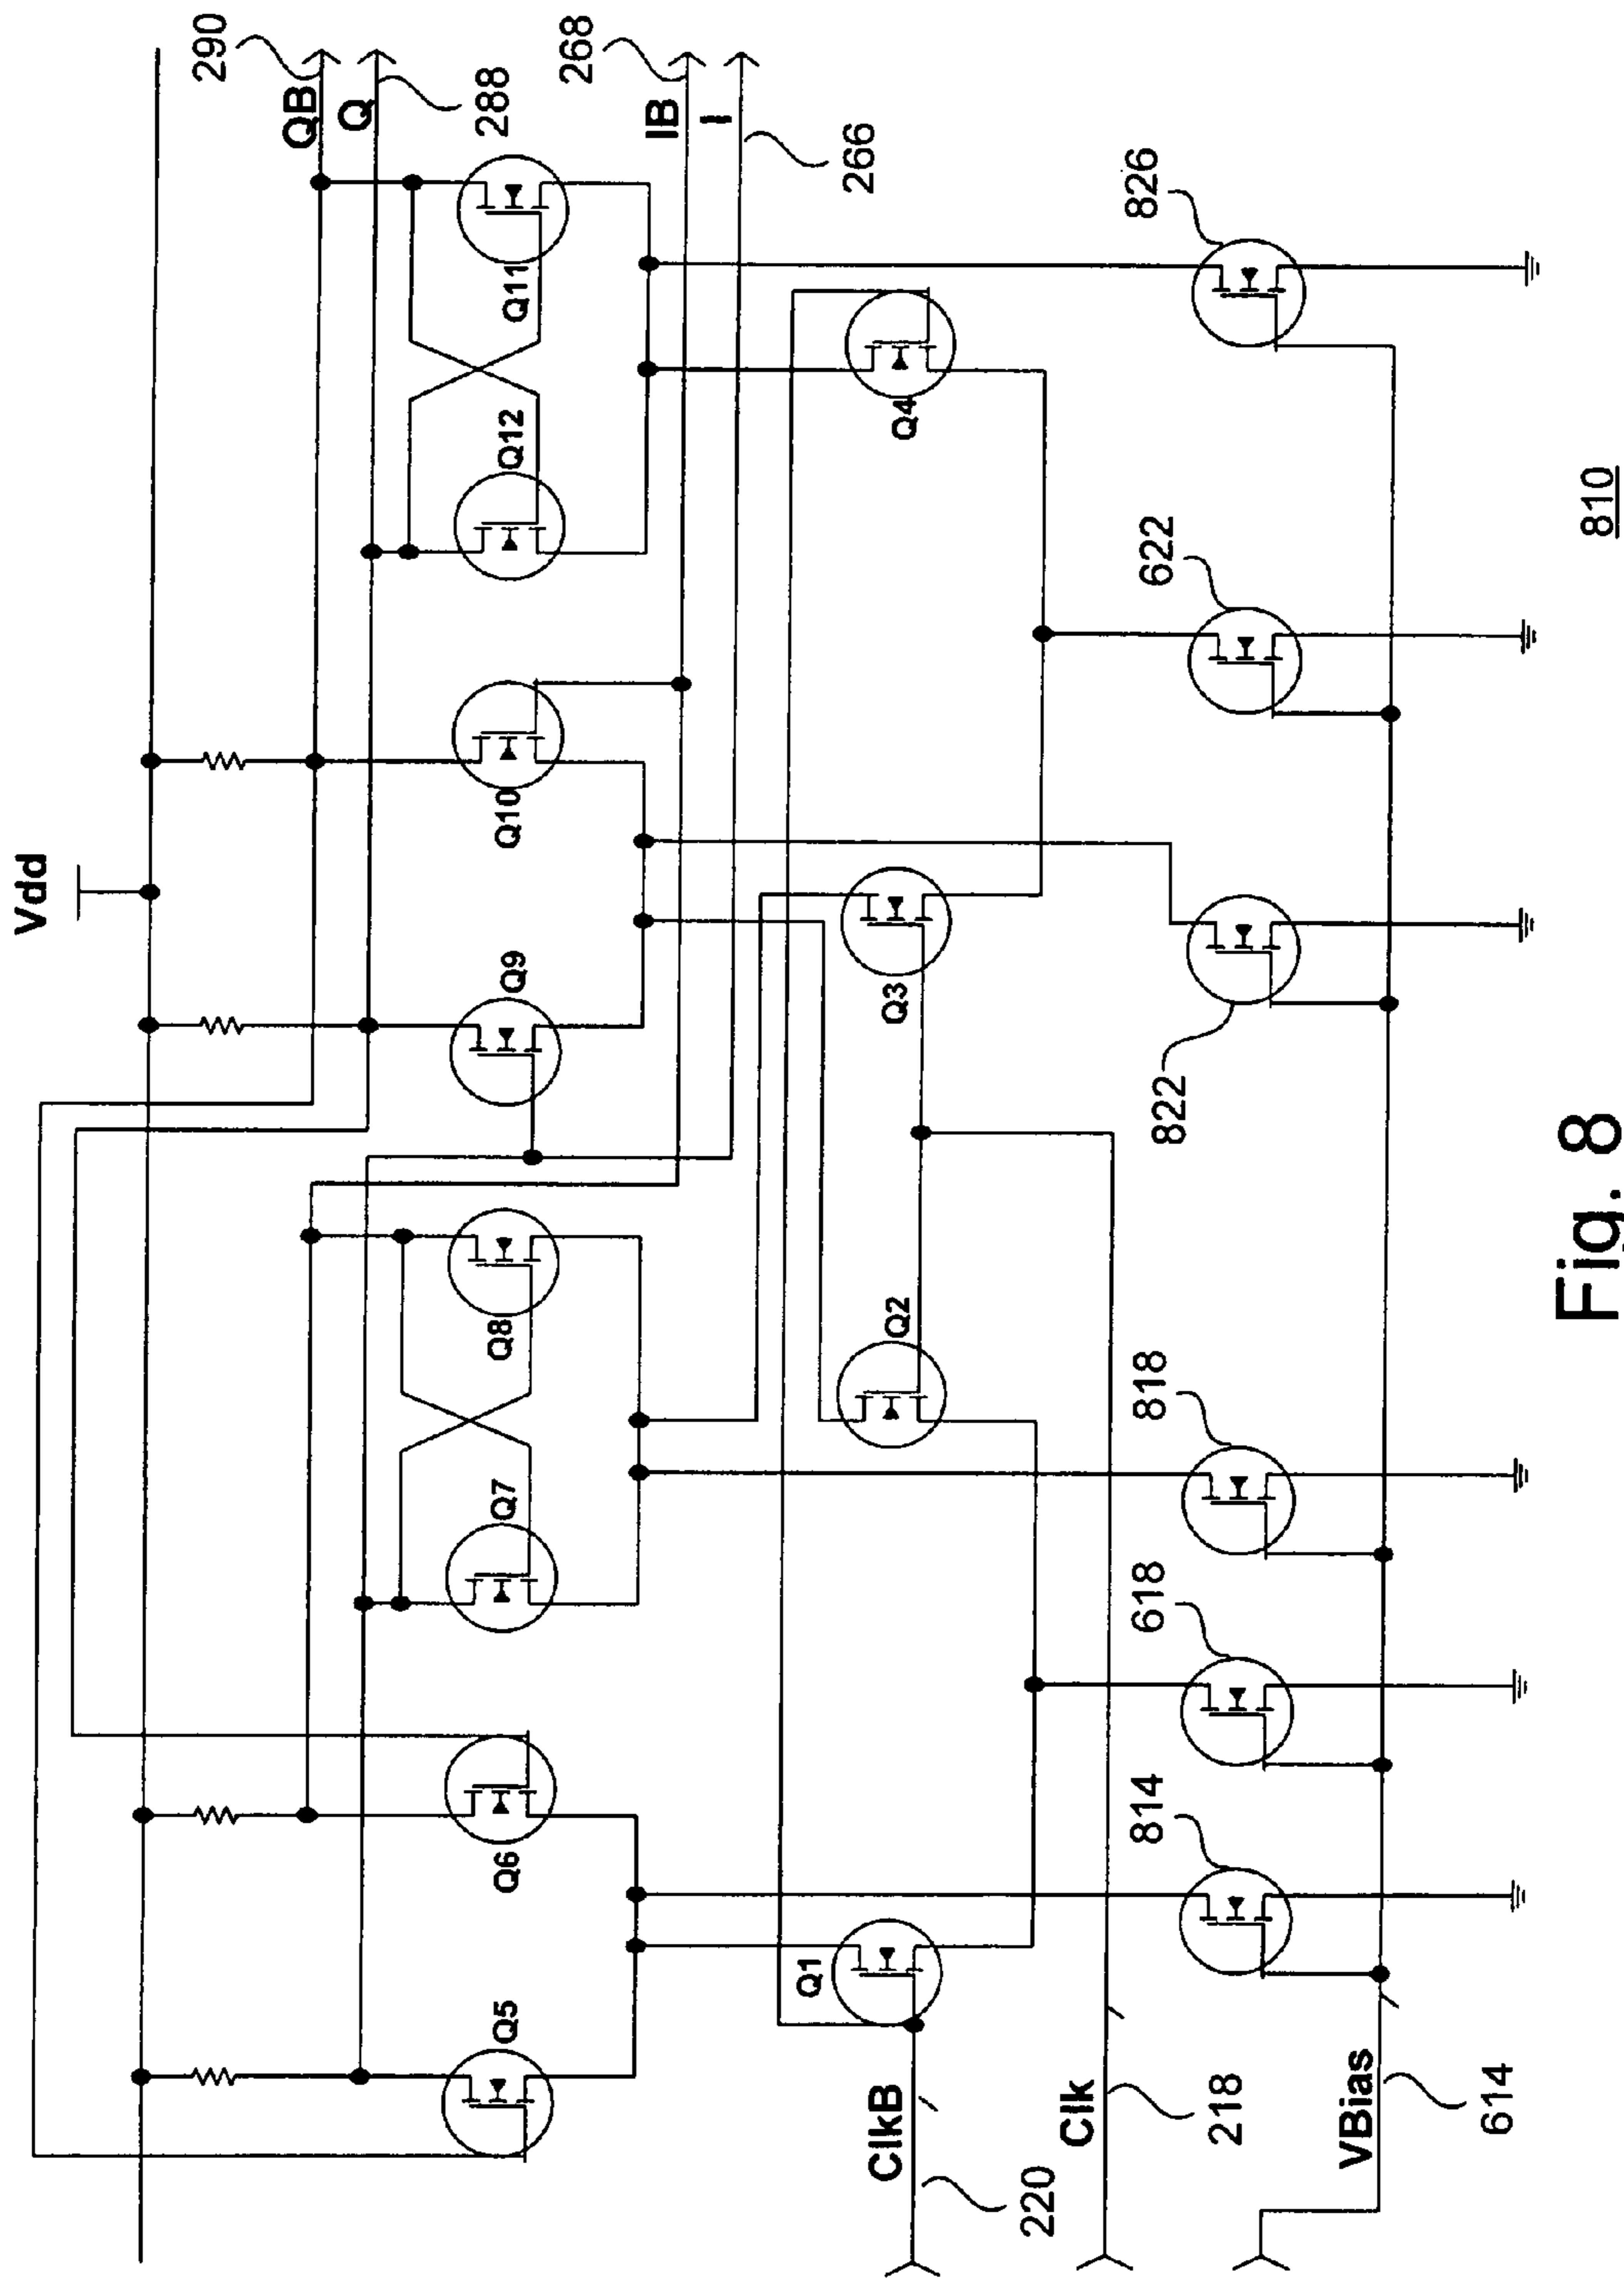 Vdd
290
QB
Q
288
268
IB
I
266
Q5
Q6
Q7
Q8
Q9
Q10
Q12
Q11
Q1
Q2
Q3
Q4
ClkB
220
Clk
218
VBias
614
814
618
818
822
622
826
810
Fig. 8